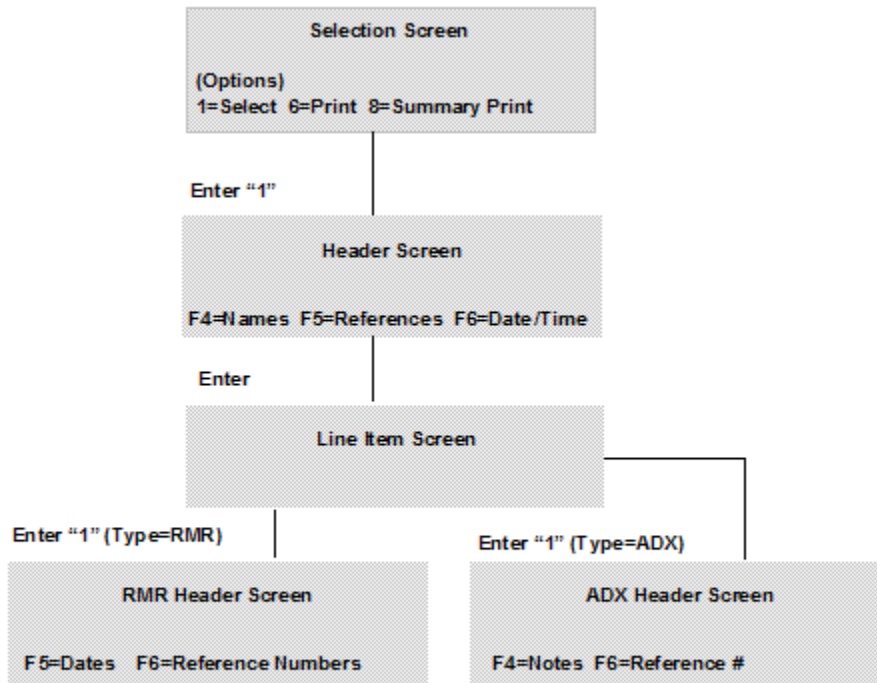 Selection Screen
(Options)
1=Select 6=Print 8=Summary Print
Enter “1”
Header Screen
F4=Names F5=References F6=Date/Time
Enter
Line Item Screen
Enter “1” (Type=RMR)
Enter “1” (Type=ADX)
RMR Header Screen
F5=Dates F6=Reference Numbers
ADX Header Screen
F4=Notes F6=Reference #